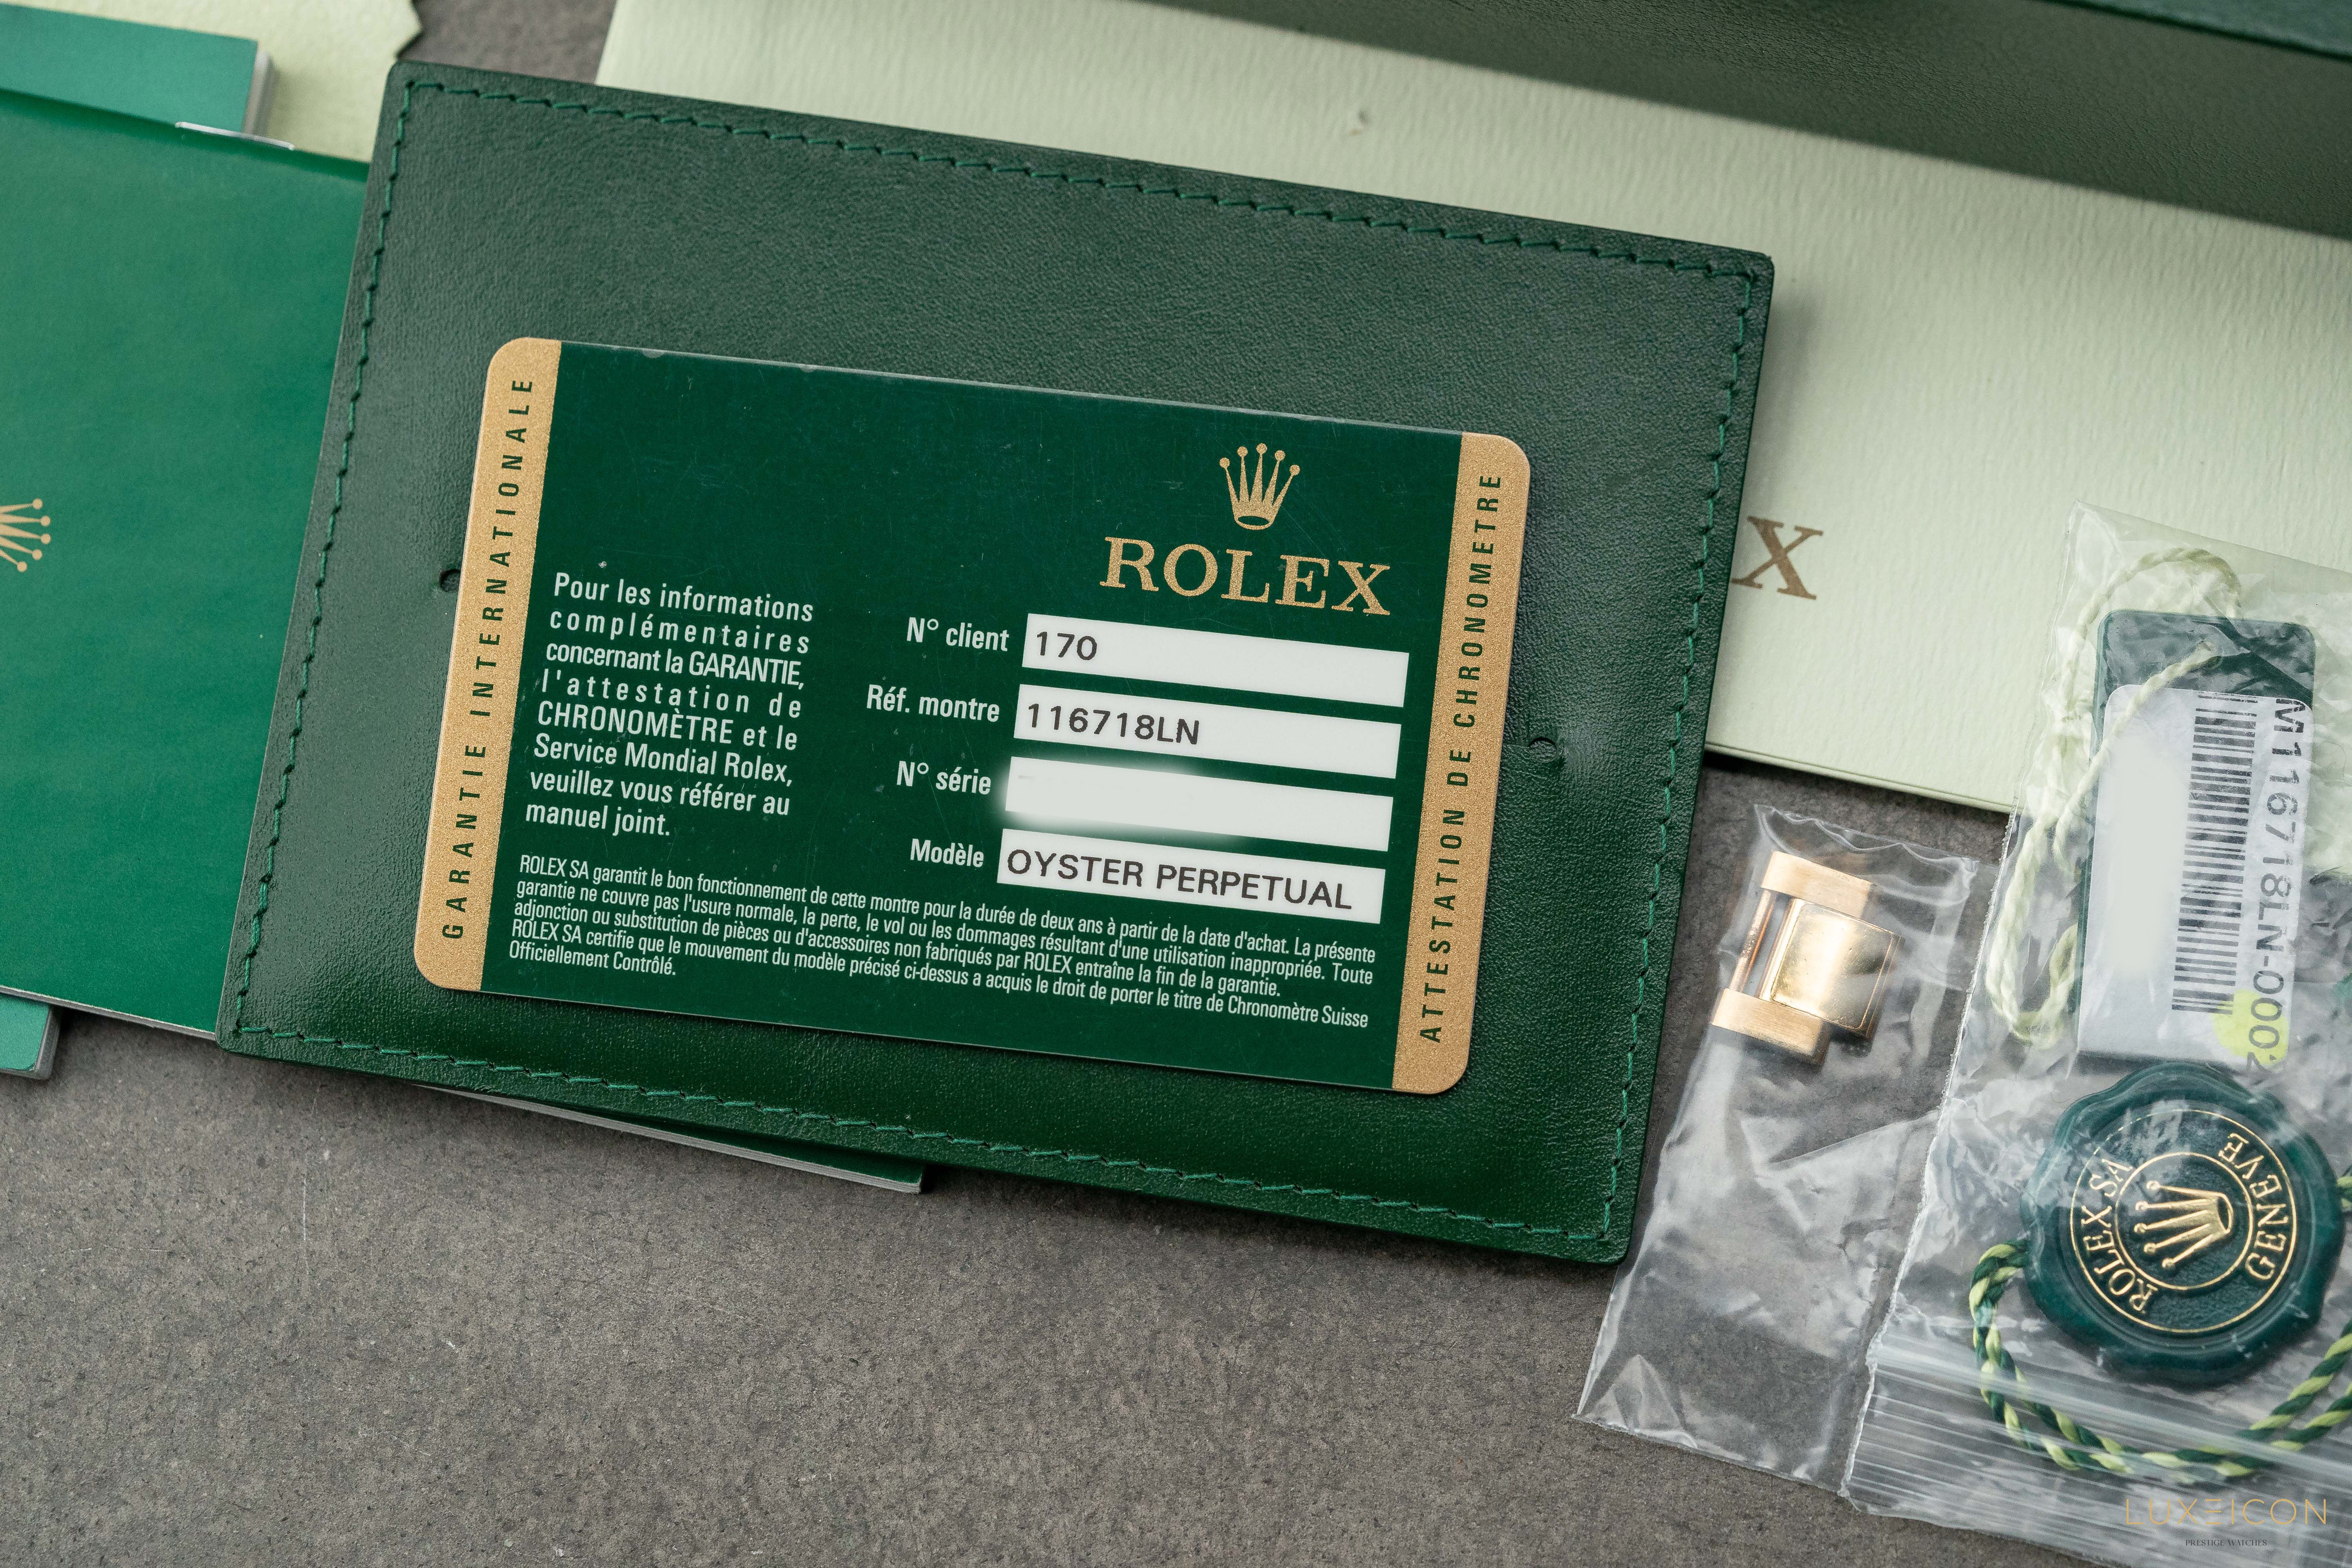 GARANTIE INTERNATIONALE
ROLEX
Pour les informations
complémentaires
concernant la GARANTIE,
l'attestation de
CHRONOMÈTRE et le
Service Mondial Rolex,
veuillez vous référer au
manuel joint.
N° client 170
Réf. montre 116718LN
N° série
Modèle OYSTER PERPETUAL
ROLEX SA garantit le bon fonctionnement de cette montre pour la durée de deux ans à partir de la date d'achat. La présente
garantie ne couvre pas l'usure normale, la perte, le vol ou les dommages résultant d'une utilisation inappropriée. Toute
adjonction ou substitution de pièces ou d'accessoires non fabriqués par ROLEX entraîne la fin de la garantie.
ROLEX SA certifie que le mouvement du modèle précisé ci-dessus a acquis le droit de porter le titre de Chronomètre Suisse
Officiellement Contrôlé.
ATTESTATION DE CHRONOMETRE
X
M116718LN-0002
ROLEX SA
GENEVE
LUXEICON
PRESTIGE WATCHES